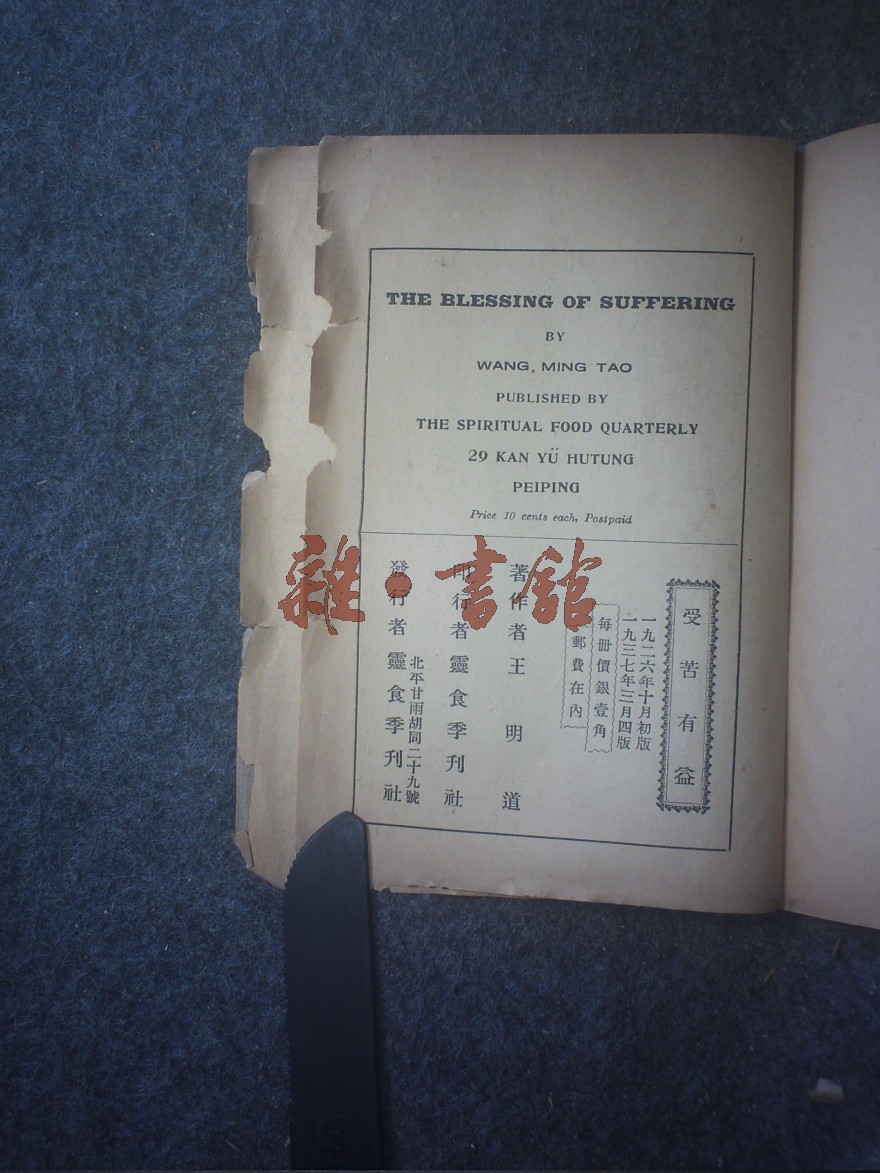 THE BLESSING OF SUFFERING
BY
WANG, MING TAO
PUBLISHED BY
THE SPIRITUAL FOOD QUARTERLY
29 KAN YÜ HUTUNG
PEIPING
Price 10 cents each, Postpaid
受苦有益
一九二六年十月初版
一九三七年三月四版
每冊價銀壹角
郵費在內
著作者王明道
印行者靈食季刊社
北平甘雨胡同二十九號
發行者靈食季刊社
雜·書舘